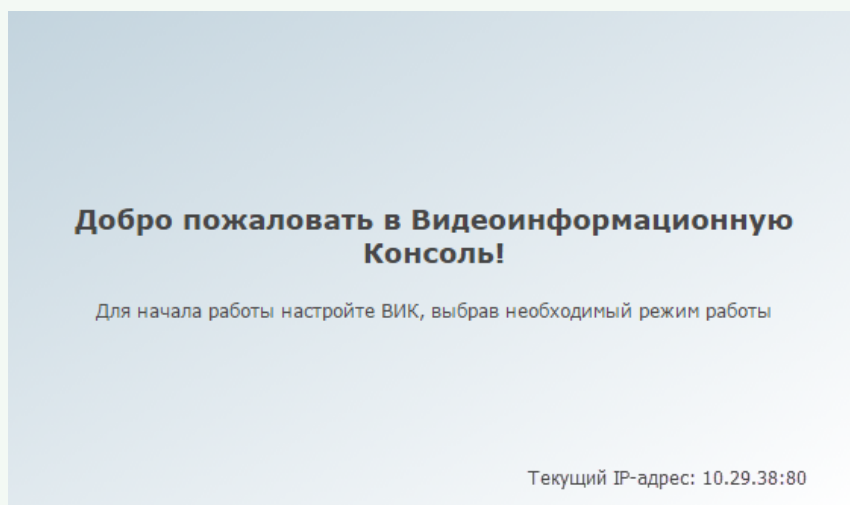 Добро пожаловать в Видеоинформационную
Консоль!
Для начала работы настройте ВИК, выбрав необходимый режим работы
Текущий IP-адрес: 10.29.38:80